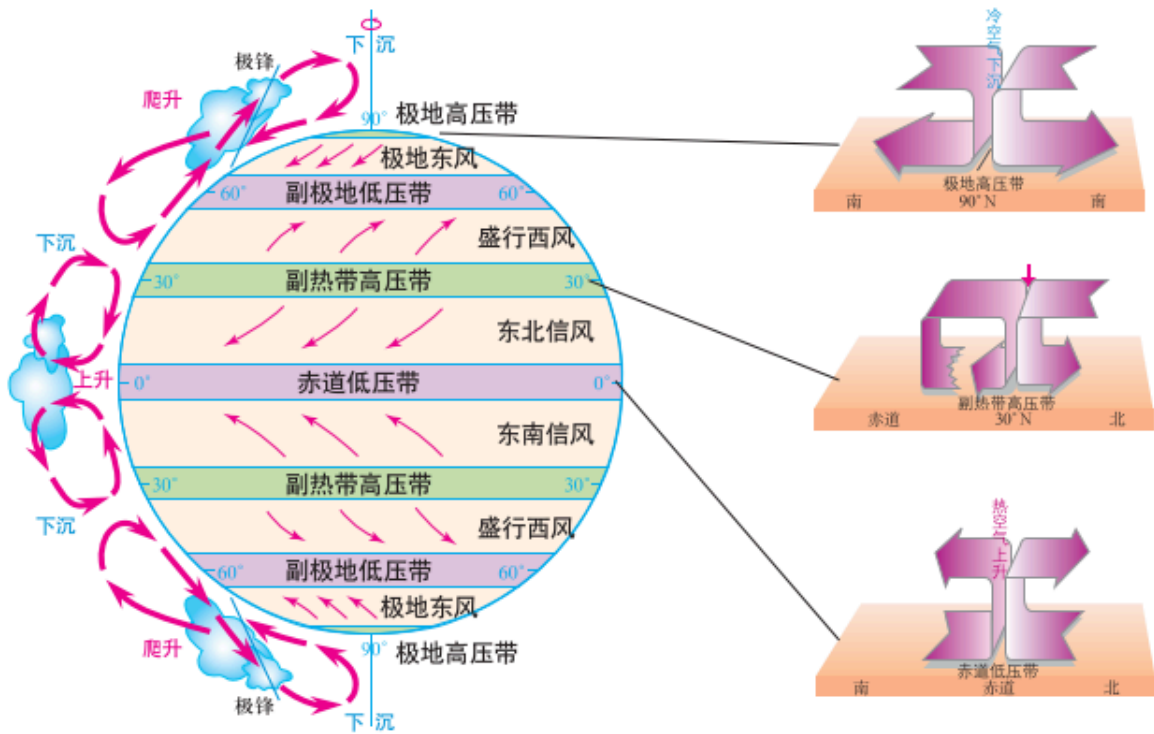 下 沉
极锋
爬升
90°
极地高压带
极地东风
60° 副极地低压带 60°
盛行西风
下沉
30° 副热带高压带 30°
东北信风
上升
0° 赤道低压带 0°
东南信风
30° 副热带高压带 30°
下沉
盛行西风
60° 副极地低压带 60°
极地东风
爬升
90°
极地高压带
极锋
下 沉
冷空气下沉
极地高压带
南 90°N 南
副热带高压带
赤道 30°N 北
热空气上升
赤道低压带
南 赤道 北